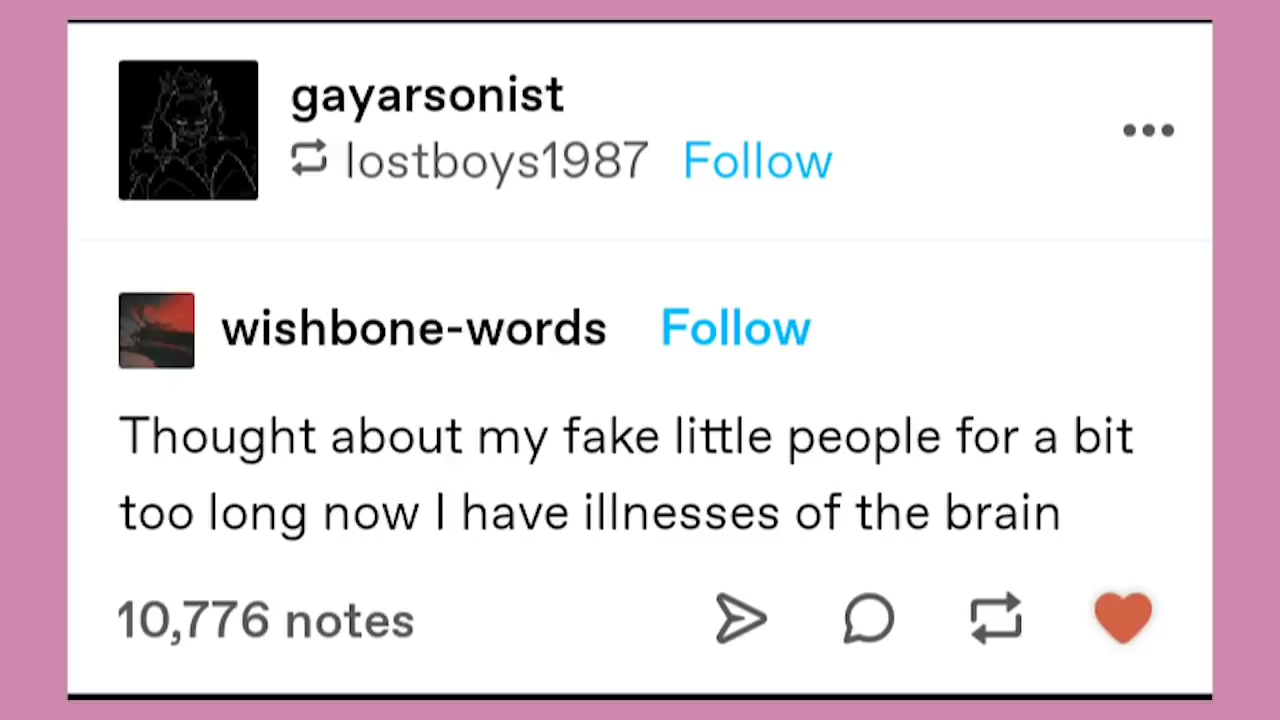 gayarsonist
lostboys1987 Follow
wishbone-words Follow
Thought about my fake little people for a bit
too long now I have illnesses of the brain
10,776 notes